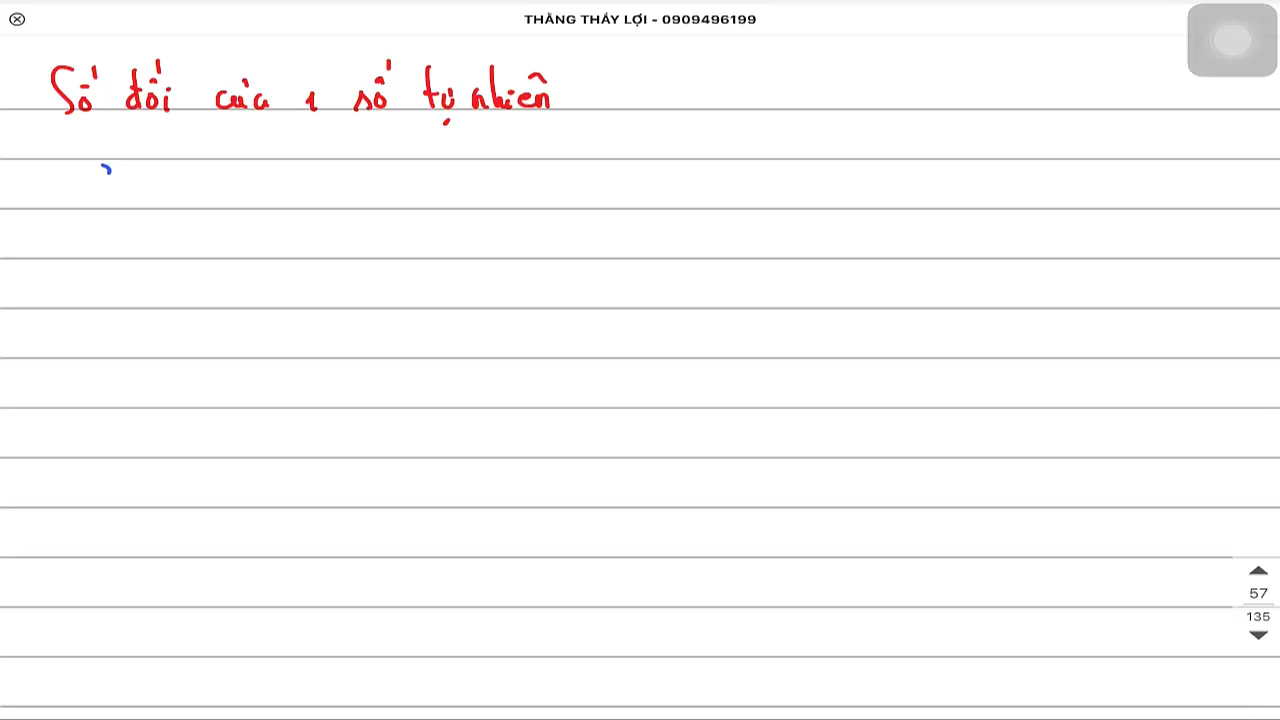 THẦNG THẦY LỢI - 0909496199
Số đối của 1 số tự nhiên
57
135